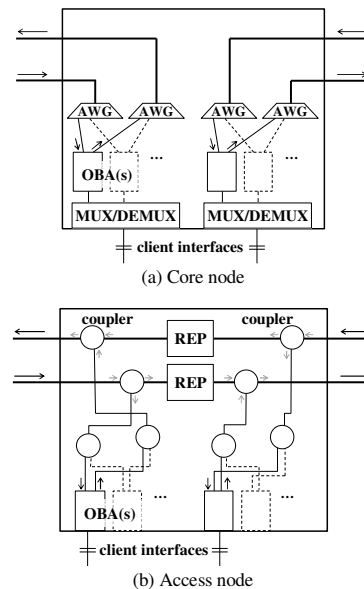 AWG AWG AWG AWG
...
...
OBA(s)
MUX/DEMUX MUX/DEMUX
client interfaces
(a) Core node
coupler coupler
REP
REP
...
...
OBA(s)
client interfaces
(b) Access node